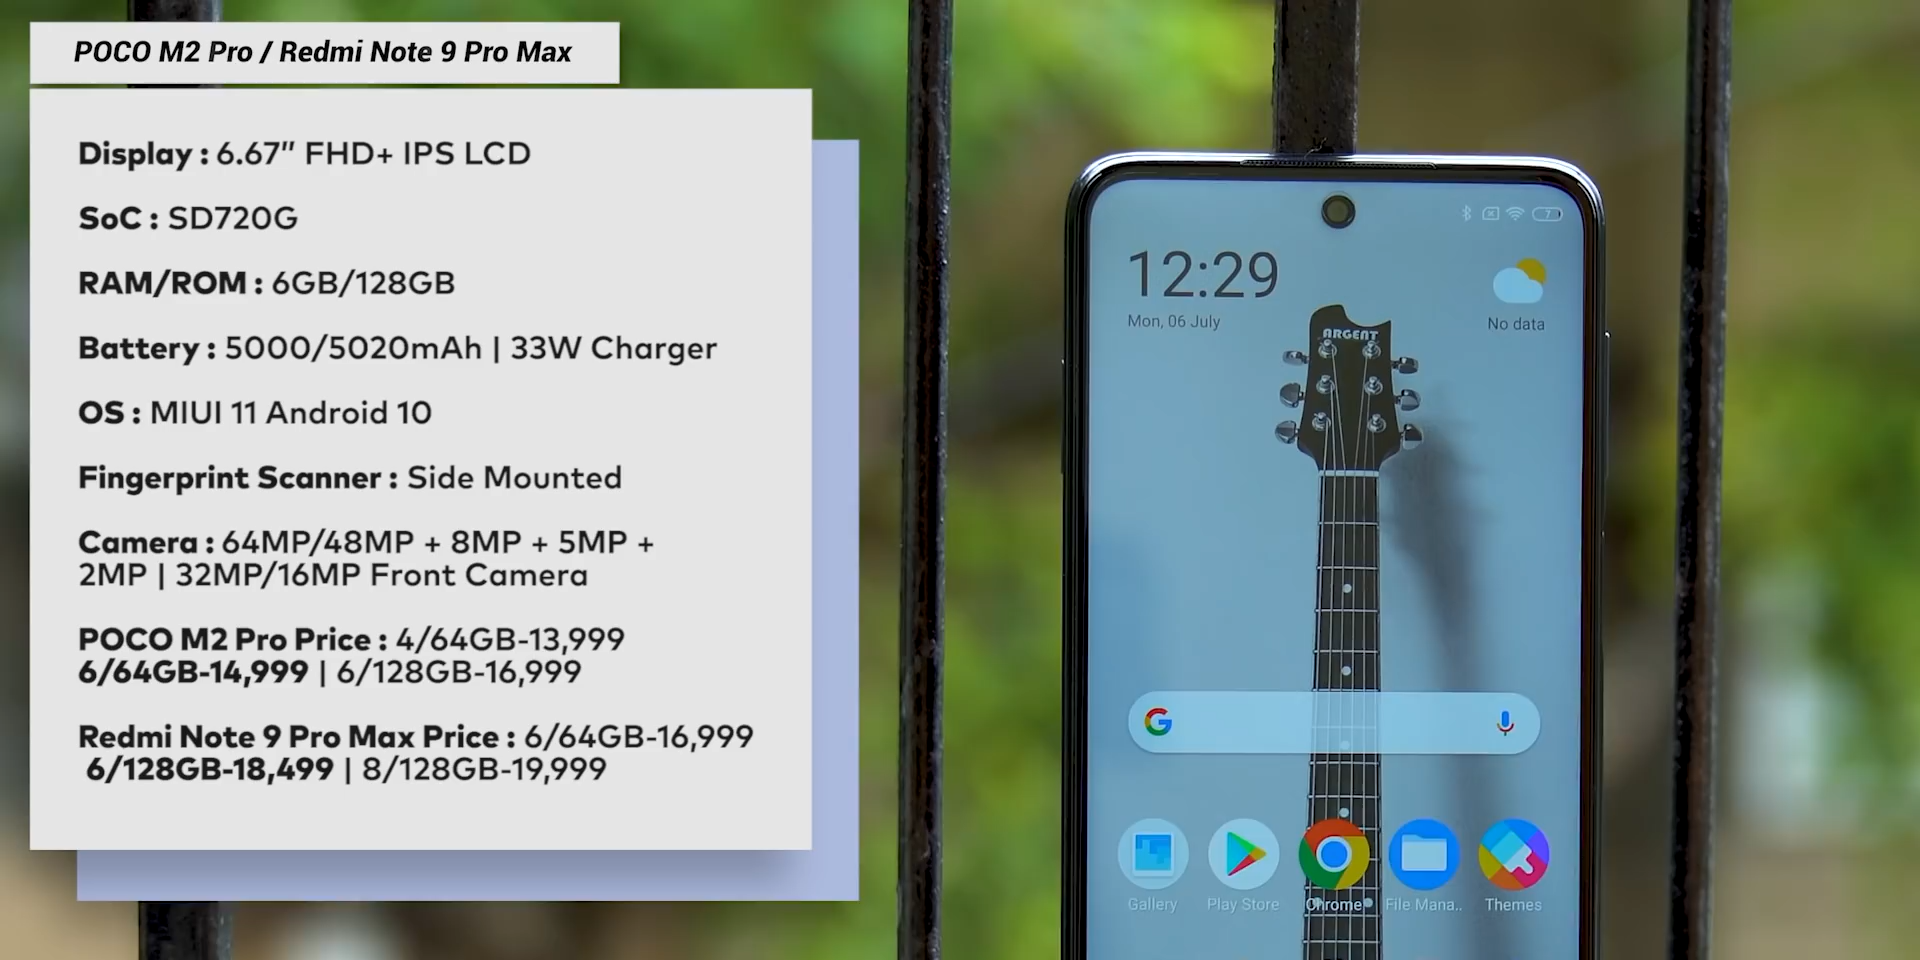 POCO M2 Pro / Redmi Note 9 Pro Max
Display : 6.67" FHD+ IPS LCD
SoC : SD720G
RAM/ROM : 6GB/128GB
Battery : 5000/5020mAh | 33W Charger
OS : MIUI 11 Android 10
Fingerprint Scanner : Side Mounted
Camera : 64MP/48MP + 8MP + 5MP +
2MP | 32MP/16MP Front Camera
POCO M2 Pro Price : 4/64GB-13,999
6/64GB-14,999 | 6/128GB-16,999
Redmi Note 9 Pro Max Price : 6/64GB-16,999
6/128GB-18,499 | 8/128GB-19,999
7
12:29
Mon, 06 July
No data
ARGENT
G
Gallery Play Store Chrome File Mana.. Themes